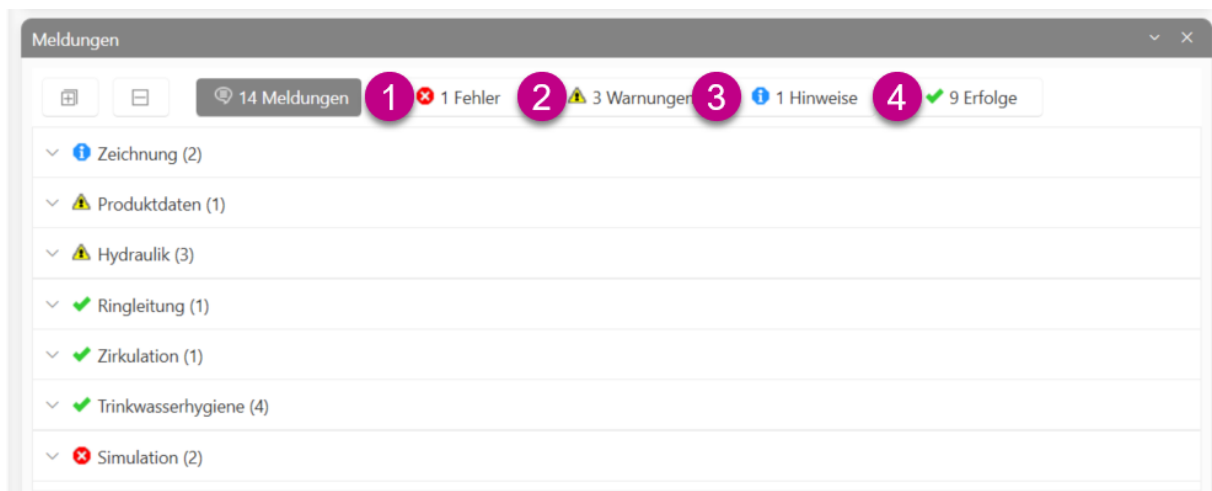 Meldungen
14 Meldungen 1 1 Fehler 2 3 Warnungen 3 1 Hinweise 4 9 Erfolge
Zeichnung (2)
Produktdaten (1)
Hydraulik (3)
Ringleitung (1)
Zirkulation (1)
Trinkwasserhygiene (4)
Simulation (2)